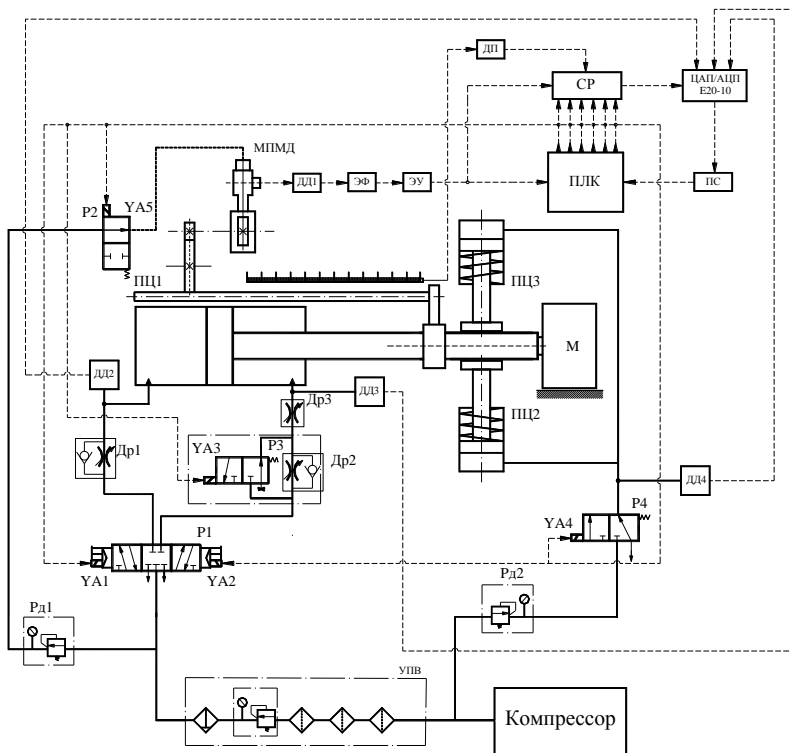 ДП
СР
ЦАП/АЦП
Е20-10
МПМД
ДД1
ЭФ
ЭУ
ПЛК
ПС
Р2
YA5
ПЦ1
ПЦ3
М
ДД2
ДД3
Др3
ПЦ2
Др1
YA3
Р3
Др2
ДД4
Р4
YA4
Р1
YA1
YA2
Рд2
Рд1
УПВ
Компрессор